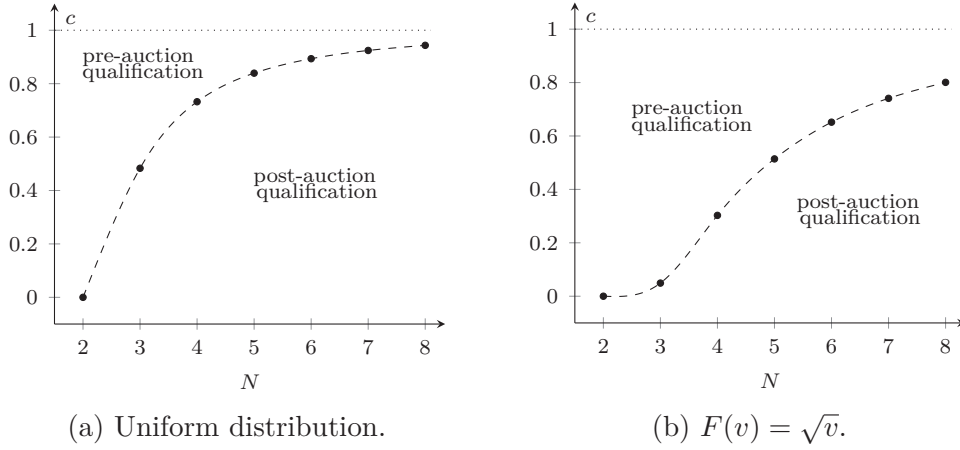 c
1
0.8
0.6
0.4
0.2
0
pre-auction
qualification
post-auction
qualification
2 3 4 5 6 7 8
N
(a) Uniform distribution.
c
1
0.8
0.6
0.4
0.2
0
pre-auction
qualification
post-auction
qualification
2 3 4 5 6 7 8
N
(b) F(v) = √v.